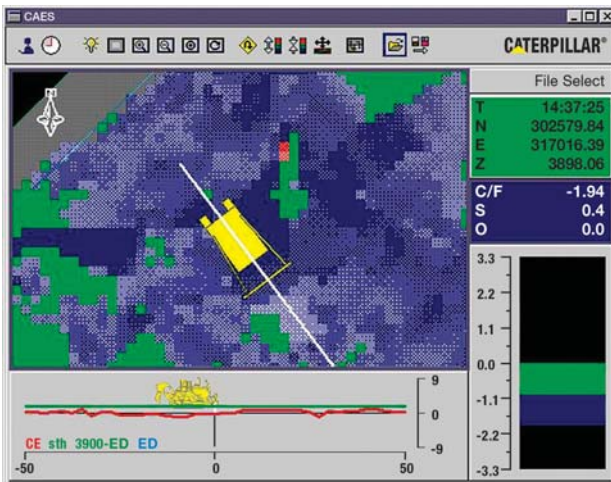 CAES
CATERPILLAR®
File Select
T 14:37:25
N 302579.84
E 317016.39
Z 3898.06
C/F -1.94
S 0.4
O 0.0
3.3
2.2
1.1
0.0
-1.1
-2.2
-3.3
9
0
-9
CE sth 3900-ED ED
-50 0 50